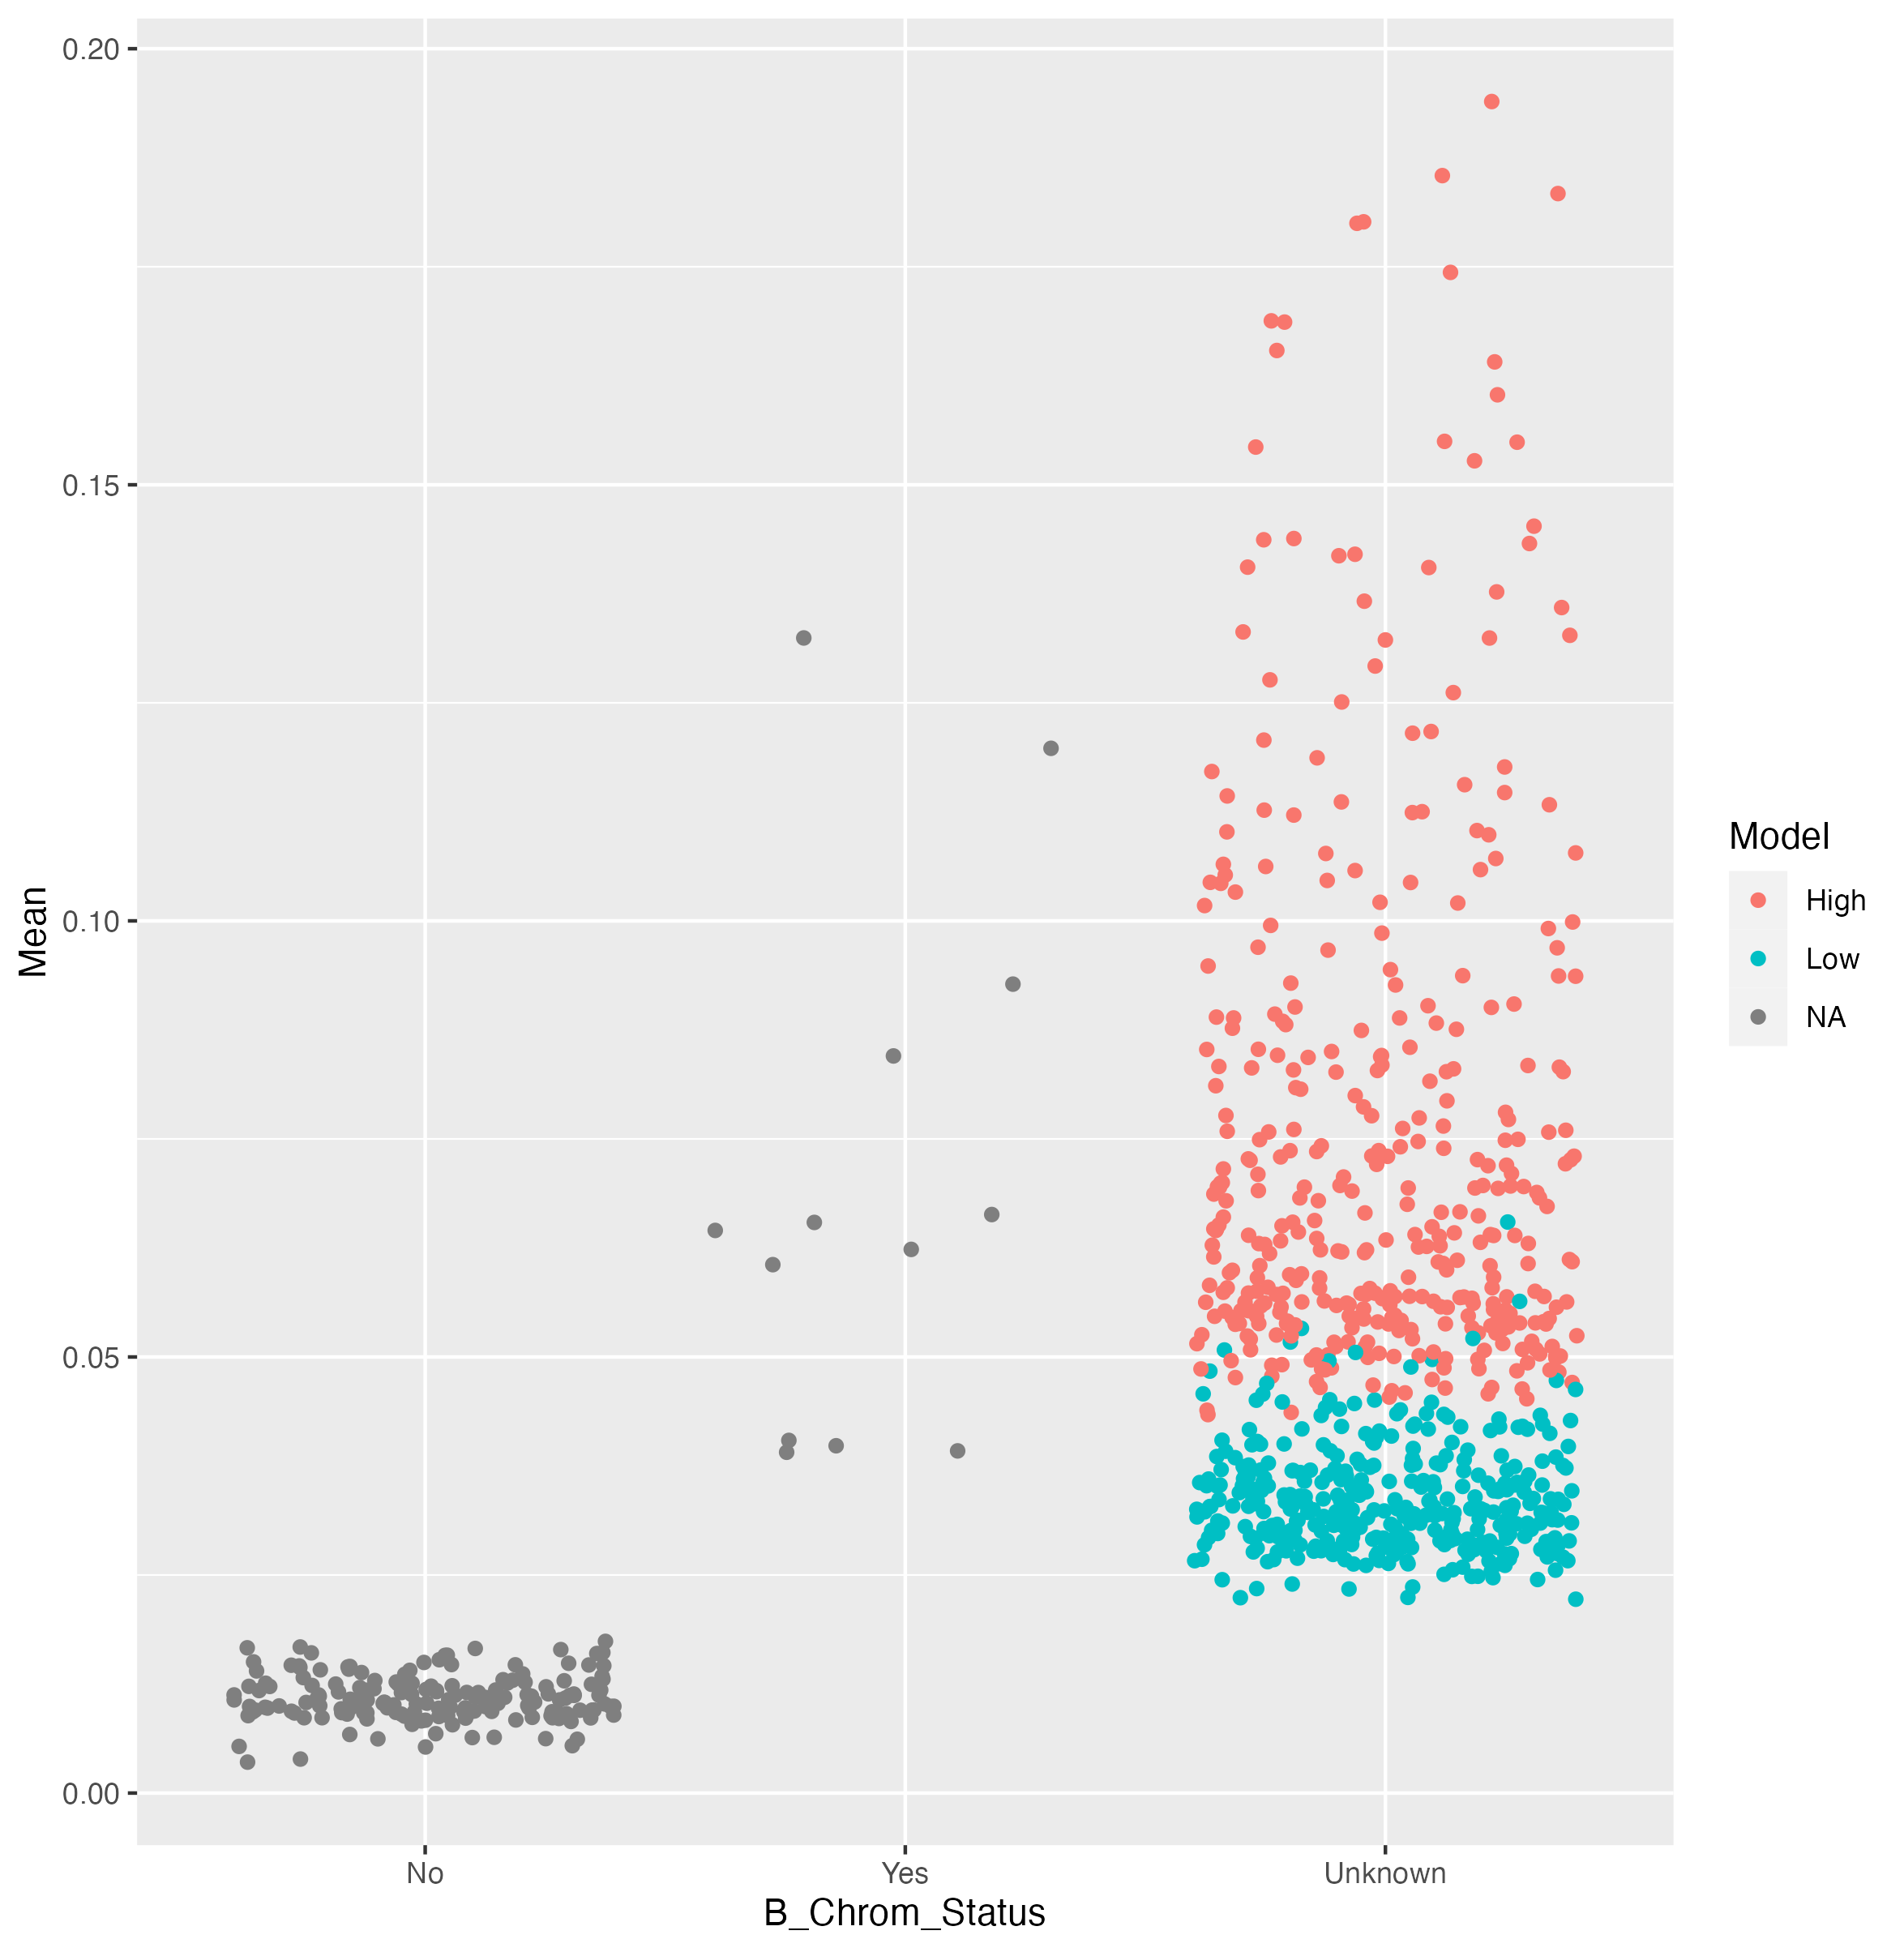 0.20
0.15
0.10
0.05
0.00
Mean
No
Yes
Unknown
B_Chrom_Status
Model
High
Low
NA